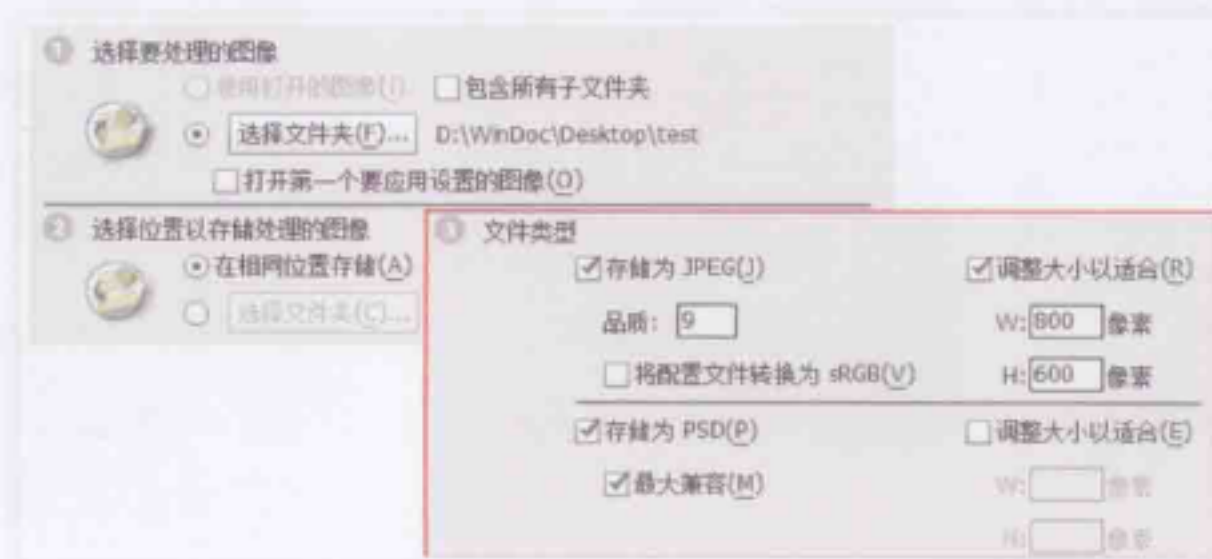 1 选择要处理的图像
使用打开的图像(I) 包含所有子文件夹
选择文件夹(F)... D:\WinDoc\Desktop\test
打开第一个要应用设置的图像(O)
2 选择位置以存储处理的图像
在相同位置存储(A)
选择文件夹(C)...
3 文件类型
存储为 JPEG(J) 调整大小以适合(R)
品质: 9 W: 800 像素
将配置文件转换为 sRGB(V) H: 600 像素
存储为 PSD(P) 调整大小以适合(E)
最大兼容(M) W: 像素
H: 像素